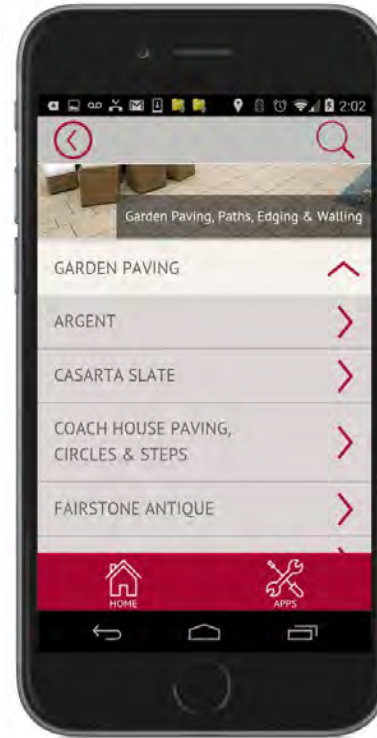 2:02
Garden Paving, Paths, Edging & Walling
GARDEN PAVING
ARGENT
CASARTA SLATE
COACH HOUSE PAVING,
CIRCLES & STEPS
FAIRSTONE ANTIQUE
HOME APPS